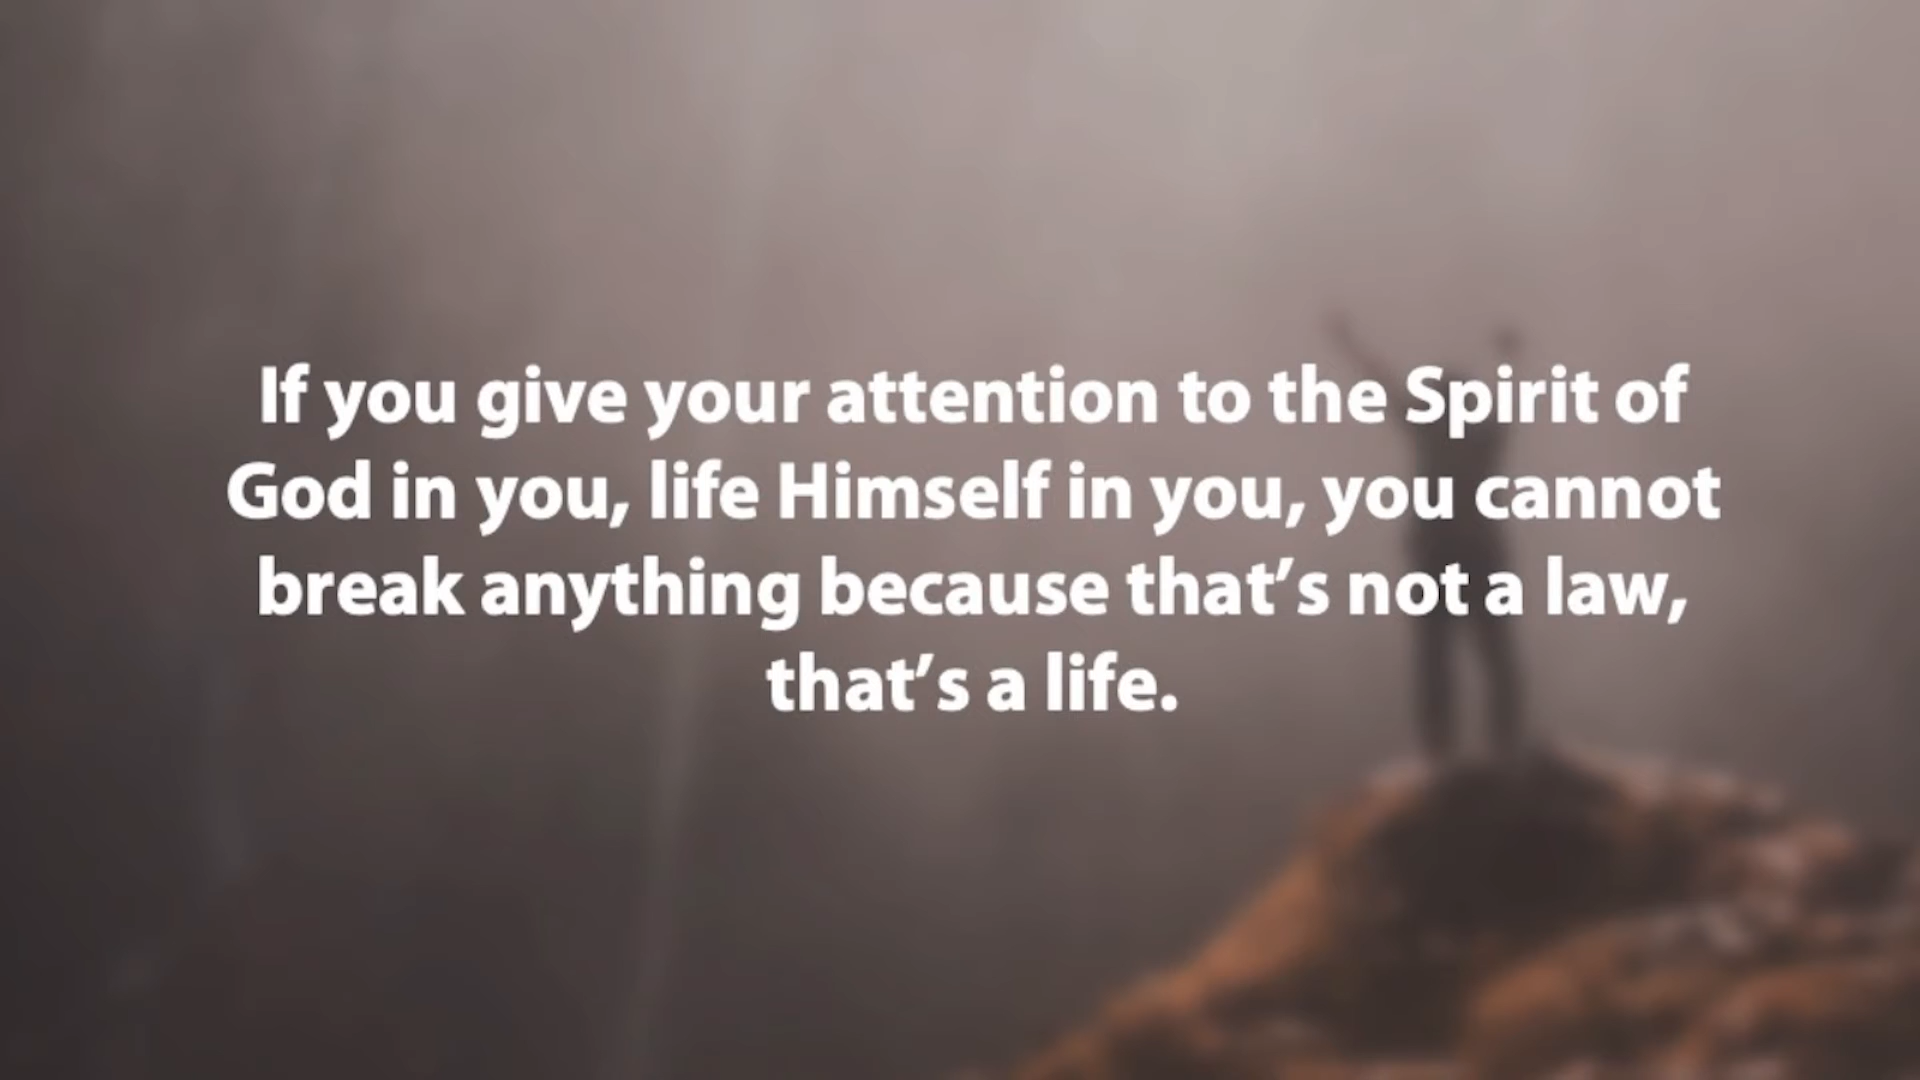 If you give your attention to the Spirit of
God in you, life Himself in you, you cannot
break anything because that’s not a law,
that’s a life.